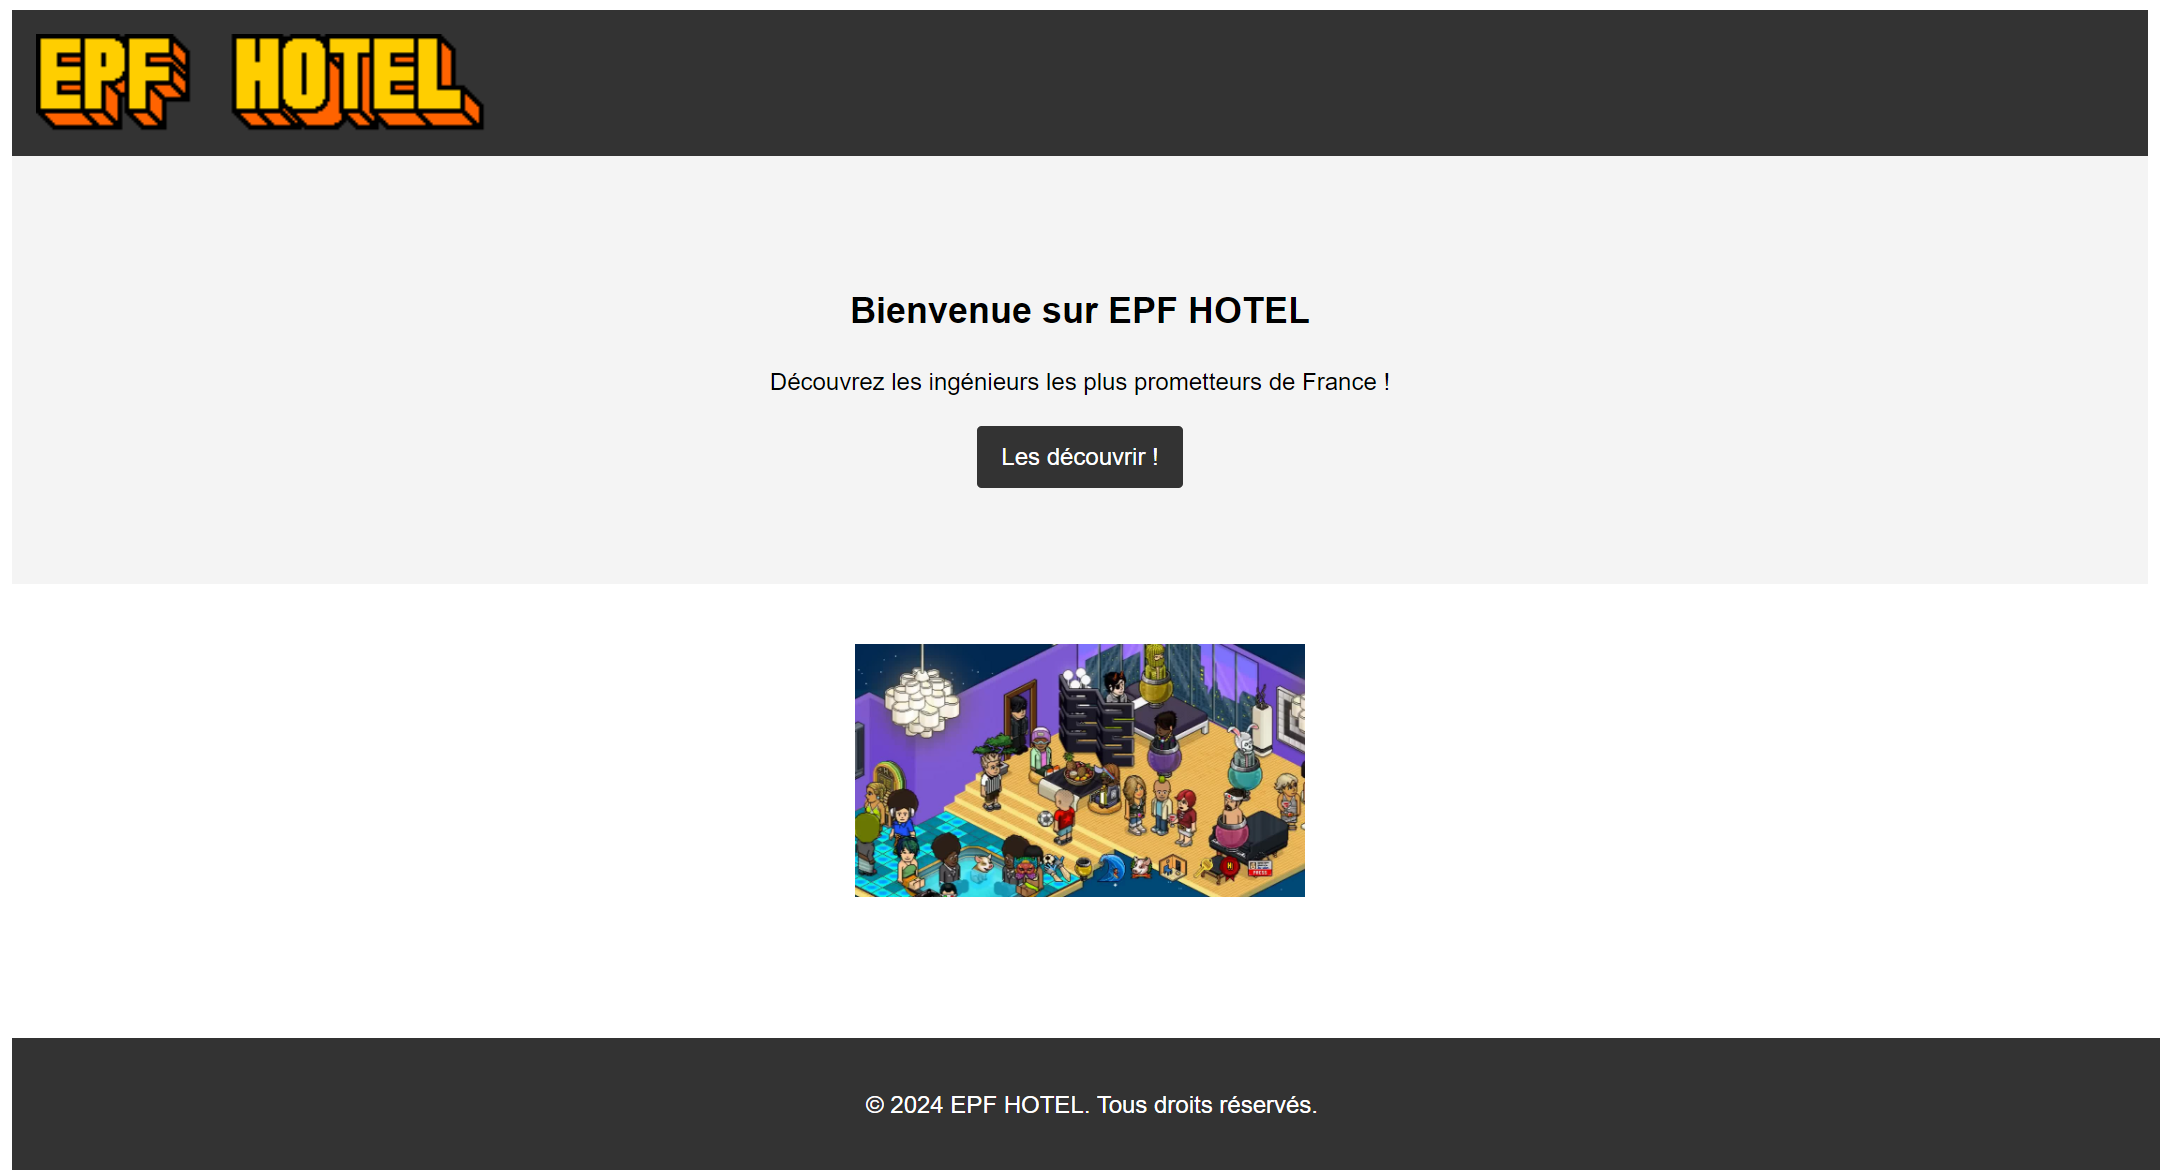 EPF HOTEL
Bienvenue sur EPF HOTEL
Découvrez les ingénieurs les plus prometteurs de France !
Les découvrir !
H
PRESS
© 2024 EPF HOTEL. Tous droits réservés.